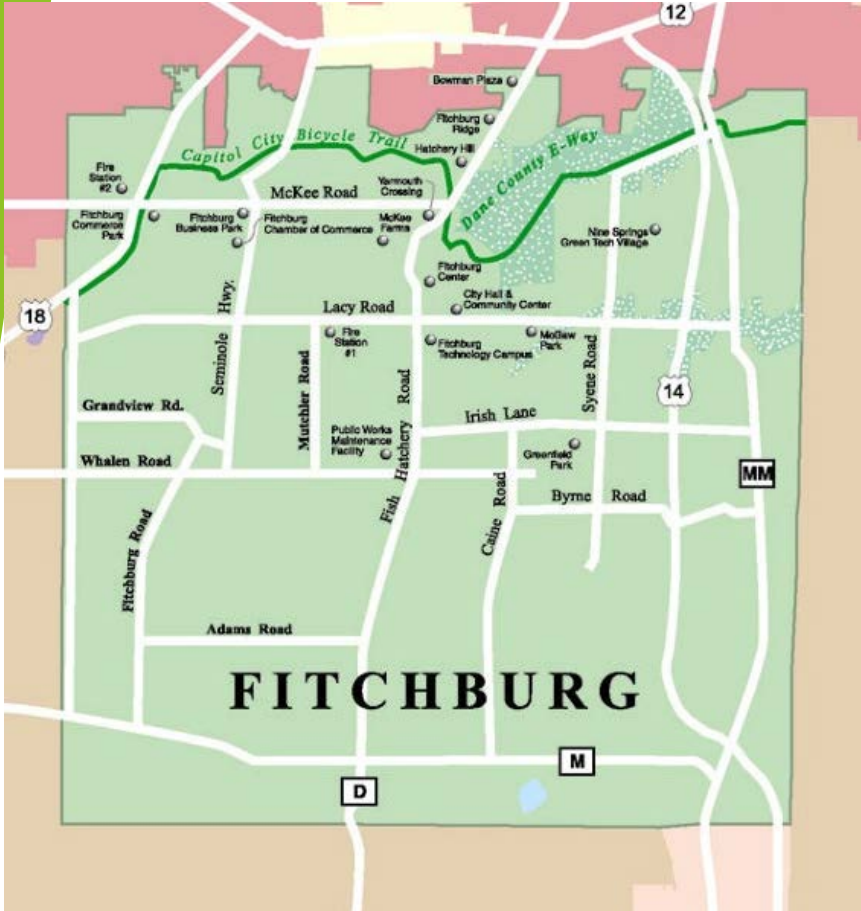 12
Bowman Plaza
Fitchburg
Ridge
Capitol City Bicycle Trail
Hatchery Hill
Dane County E-Way
Fire
Station
#2
McKee Road
Yarmouth
Crossing
Fitchburg
Commerce
Park
Fitchburg
Business Park
Fitchburg
Chamber of Commerce
McKee
Farms
Nine Springs
Green Tech Village
Fitchburg
Center
City Hall &
Community Center
18
Seminole Hwy.
Lacy Road
Fire
Station
#1
Fitchburg
Technology Campus
McGaw
Park
Mutchler Road
Fish Hatchery Road
Syene Road
14
Grandview Rd.
Irish Lane
Public Works
Maintenance
Facility
Greenfield
Park
Whalen Road
MM
Caine Road
Byrne Road
Fitchburg Road
Adams Road
FITCHBURG
M
D